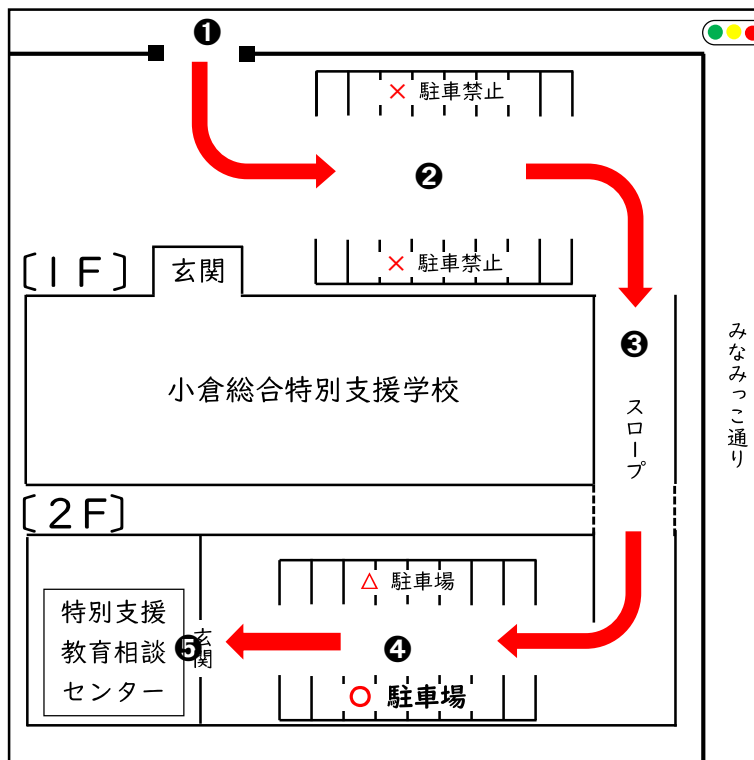 ❶
× 駐車禁止
❷
× 駐車禁止
〔1F〕
玄関
❸
小倉総合特別支援学校
スロープ
みなみっこ通り
〔2F〕
△ 駐車場
特別支援
教育相談
センター
❺
玄関
❹
○ 駐車場